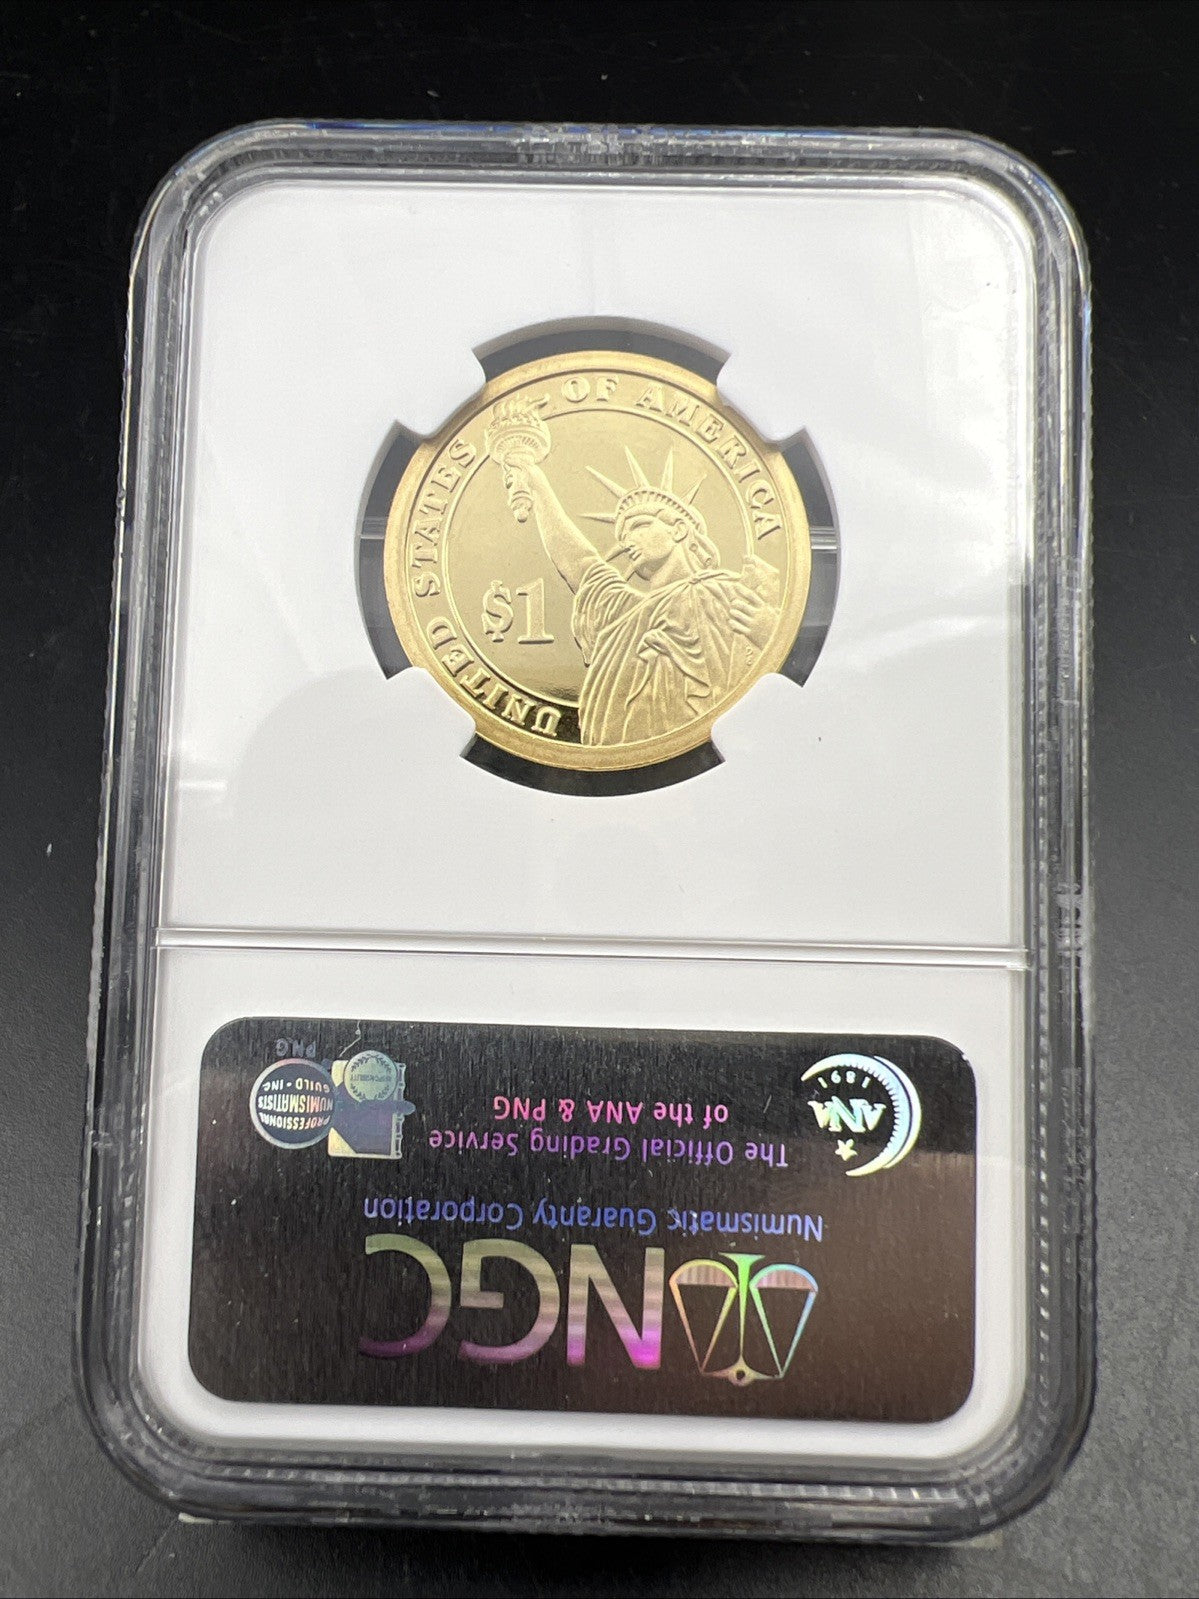 UNITED STATES OF AMERICA
$1
NGC
Numismatic Guaranty Corporation
The Official Grading Service
of the ANA & PNG
ANA
1891
PROFESSIONAL
NUMISMATISTS
GUILD • INC.
RESPONSIBILITY
PNG